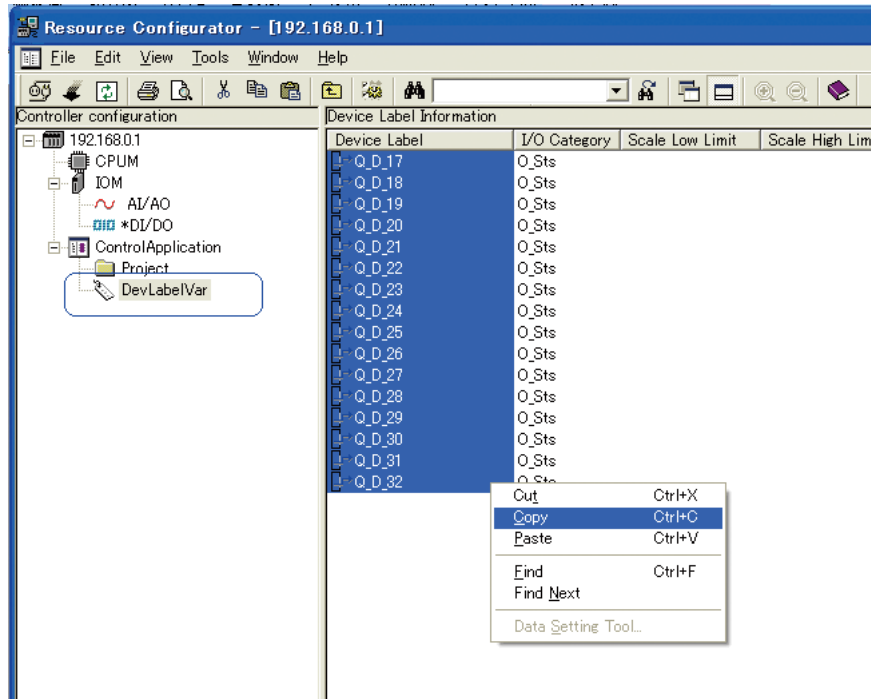 Resource Configurator - [192.168.0.1]
File Edit View Tools Window Help
Controller configuration
Device Label Information
192.168.0.1
CPUM
IOM
AI/AO
*DI/DO
ControlApplication
Project
DevLabelVar
Device Label I/O Category Scale Low Limit Scale High Lim
Q_D_17 O_Sts
Q_D_18 O_Sts
Q_D_19 O_Sts
Q_D_20 O_Sts
Q_D_21 O_Sts
Q_D_22 O_Sts
Q_D_23 O_Sts
Q_D_24 O_Sts
Q_D_25 O_Sts
Q_D_26 O_Sts
Q_D_27 O_Sts
Q_D_28 O_Sts
Q_D_29 O_Sts
Q_D_30 O_Sts
Q_D_31 O_Sts
Q_D_32 O_Sts
Cut Ctrl+X
Copy Ctrl+C
Paste Ctrl+V
Find Ctrl+F
Find Next
Data Setting Tool...